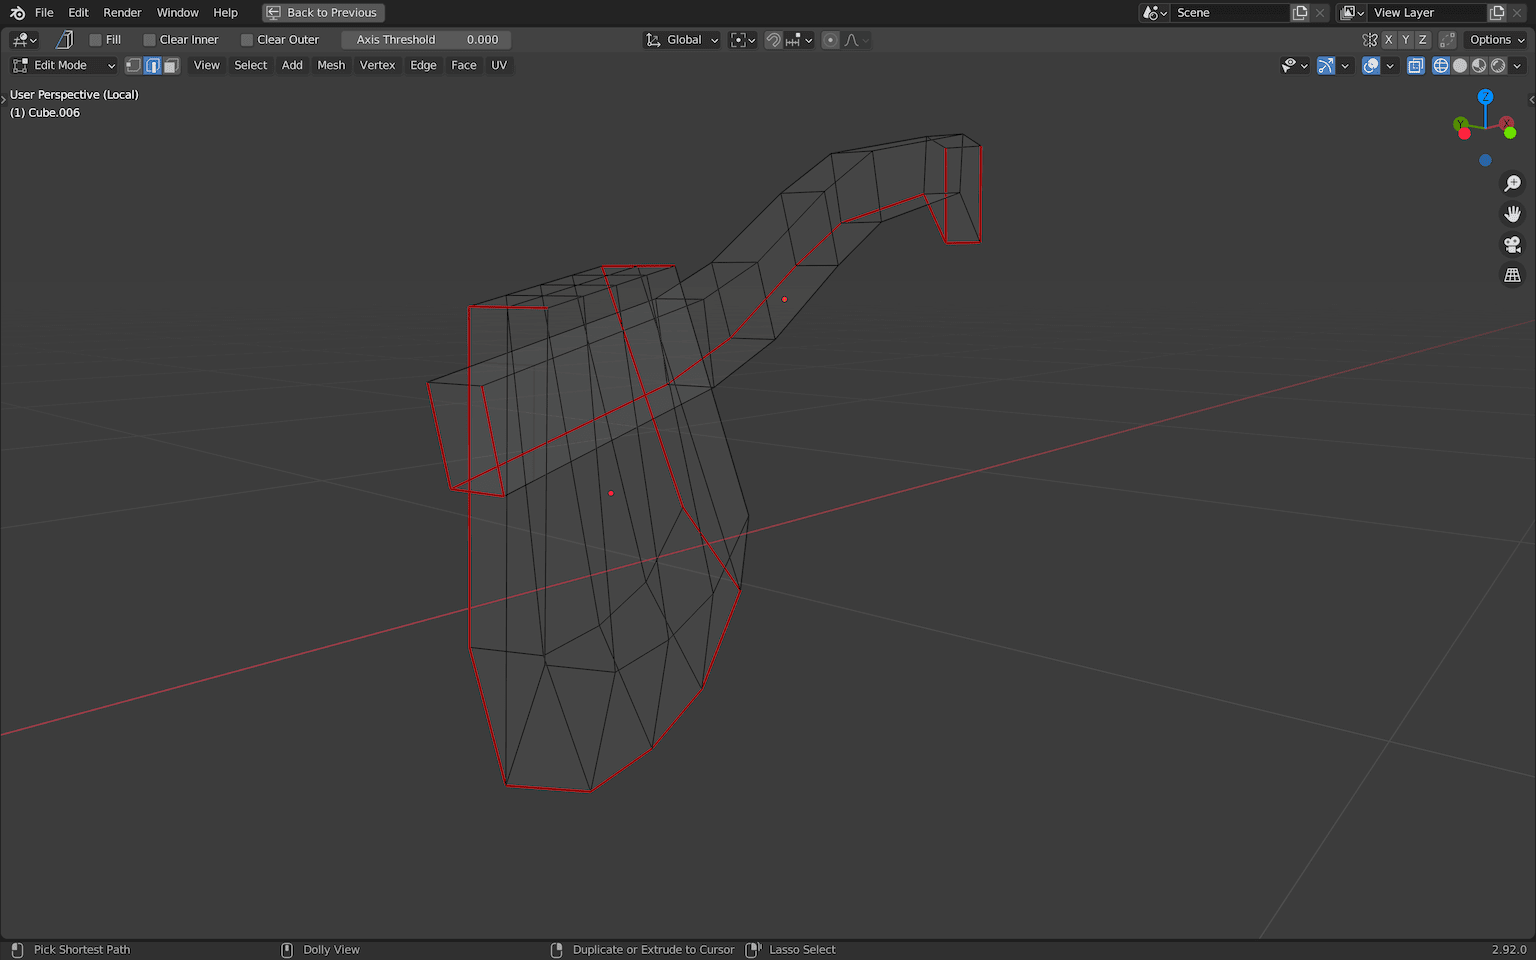 File Edit Render Window Help Back to Previous Scene View Layer
Fill Clear Inner Clear Outer Axis Threshold 0.000 Global X Y Z Options
Edit Mode View Select Add Mesh Vertex Edge Face UV
User Perspective (Local)
(1) Cube.006
Z
Y X
Pick Shortest Path Dolly View Duplicate or Extrude to Cursor Lasso Select 2.92.0